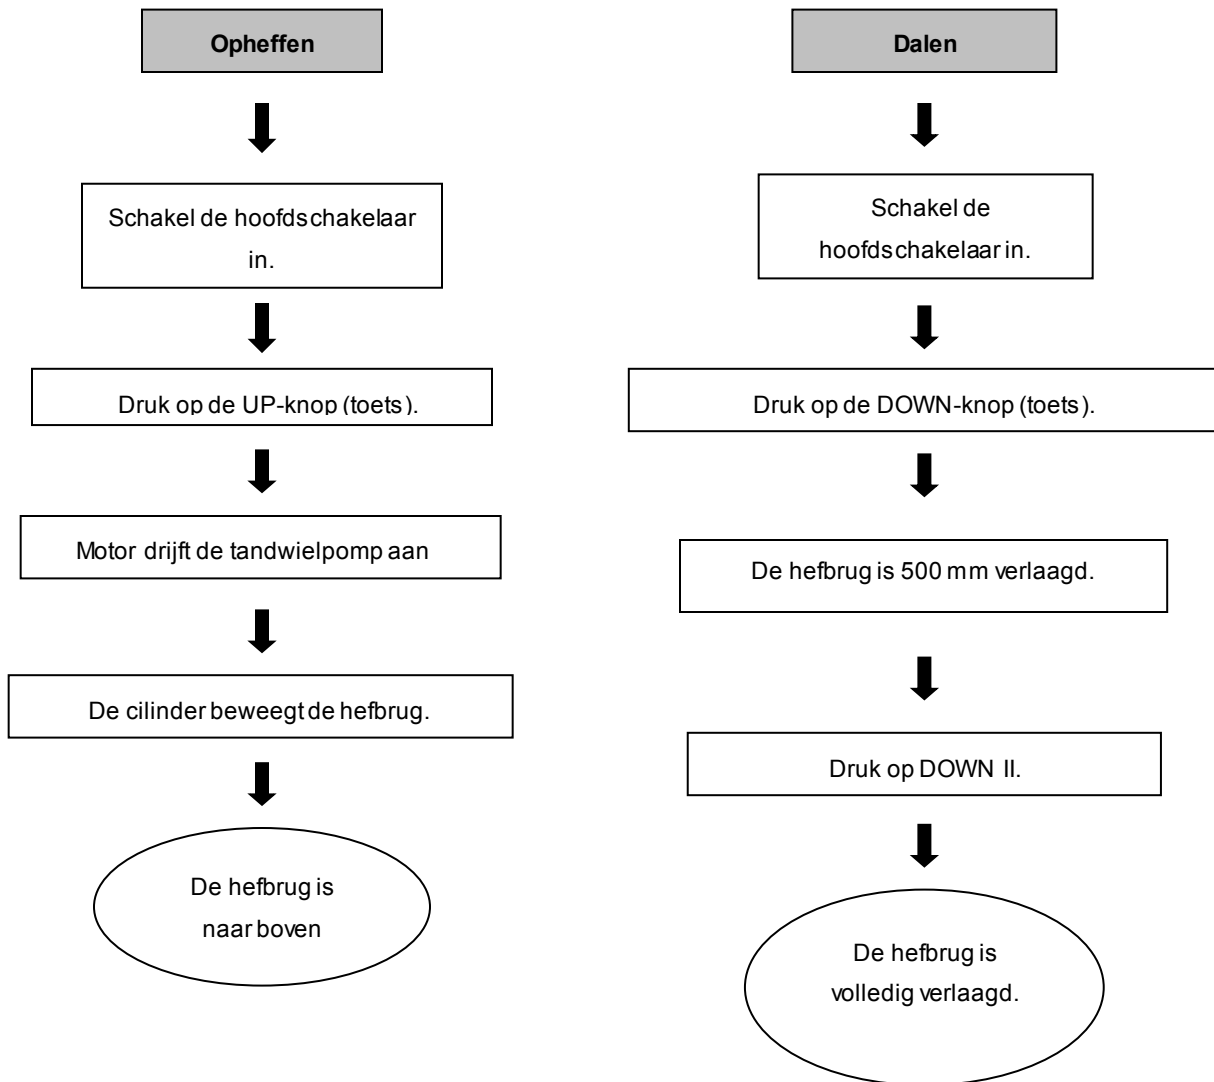 Opheffen
Schakel de hoofdschakelaar
in.
Druk op de UP-knop (toets).
Motor drijft de tandwielpomp aan
De cilinder beweegt de hefbrug.
De hefbrug is
naar boven
Dalen
Schakel de
hoofdschakelaar in.
Druk op de DOWN-knop (toets).
De hefbrug is 500 mm verlaagd.
Druk op DOWN II.
De hefbrug is
volledig verlaagd.